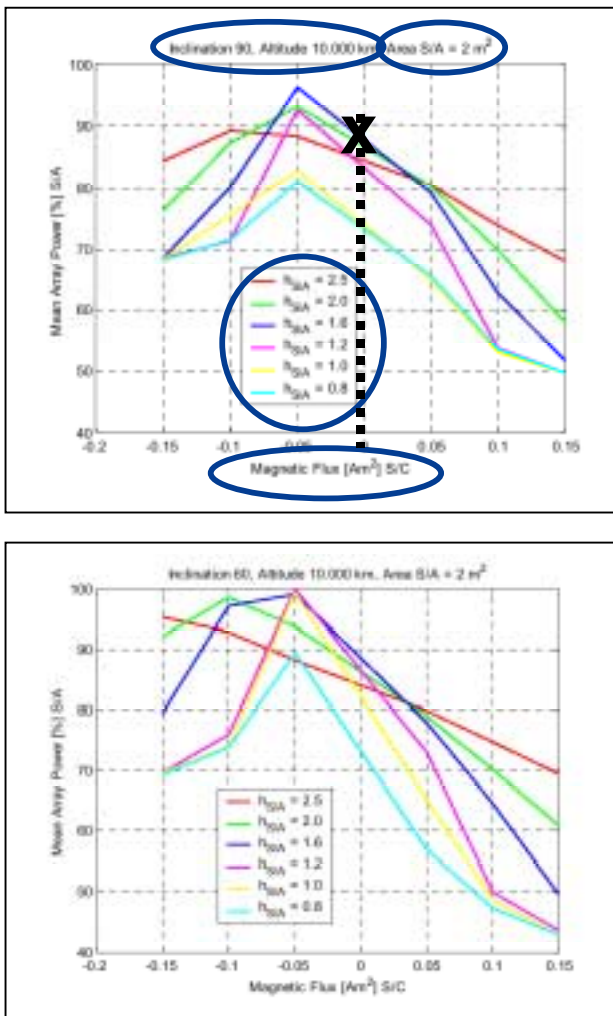 Inclination 90, Altitude 10.000 km, Area S/A = 2 m²
100
90
80
70
60
50
40
Mean Array Power [%] S/A
X
h_S/A = 2.5
h_S/A = 2.0
h_S/A = 1.6
h_S/A = 1.2
h_S/A = 1.0
h_S/A = 0.8
-0.2 -0.15 -0.1 -0.05 0 0.05 0.1 0.15
Magnetic Flux [Am²] S/C
Inclination 60, Altitude 10.000 km, Area S/A = 2 m²
100
90
80
70
60
50
40
Mean Array Power [%] S/A
h_S/A = 2.5
h_S/A = 2.0
h_S/A = 1.6
h_S/A = 1.2
h_S/A = 1.0
h_S/A = 0.8
-0.2 -0.15 -0.1 -0.05 0 0.05 0.1 0.15
Magnetic Flux [Am²] S/C